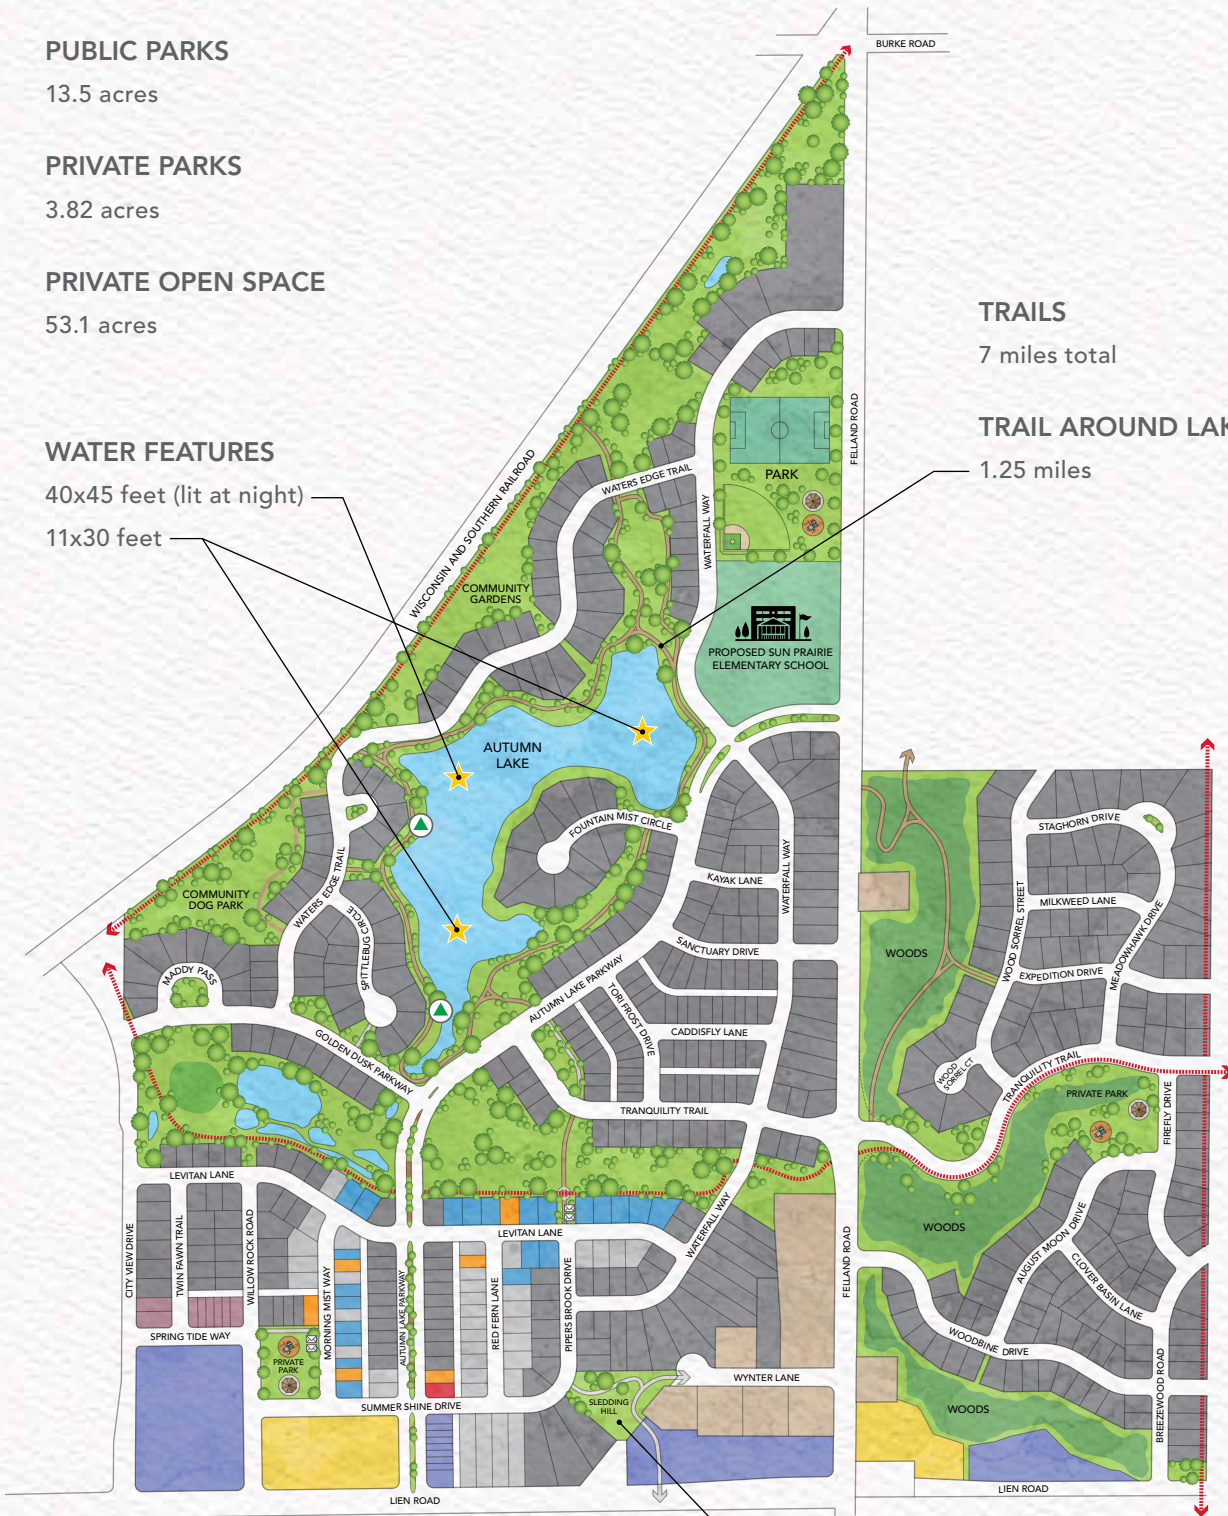 PUBLIC PARKS
13.5 acres
PRIVATE PARKS
3.82 acres
PRIVATE OPEN SPACE
53.1 acres
WATER FEATURES
40x45 feet (lit at night)
11x30 feet
TRAILS
7 miles total
TRAIL AROUND LAK
1.25 miles
BURKE ROAD
FELLAND ROAD
WISCONSIN AND SOUTHERN RAILROAD
WATERS EDGE TRAIL
PARK
WATERFALL WAY
COMMUNITY
GARDENS
PROPOSED SUN PRAIRIE
ELEMENTARY SCHOOL
AUTUMN
LAKE
FOUNTAIN MIST CIRCLE
KAYAK LANE
WATERFALL WAY
STAGHORN DRIVE
COMMUNITY
DOG PARK
WATERS EDGE TRAIL
SPITTLEBUG CIRCLE
MILKWEED LANE
WOOD SORREL STREET
MEADOWHAWK DRIVE
WOODS
SANCTUARY DRIVE
EXPEDITION DRIVE
MADDY PASS
AUTUMN LAKE PARKWAY
TORI FROST DRIVE
CADDISFLY LANE
GOLDEN DUSK PARKWAY
WOOD
SORREL CT
TRANQUILITY TRAIL
PRIVATE PARK
FIREFLY DRIVE
TRANQUILITY TRAIL
LEVITAN LANE
CITY VIEW DRIVE
TWIN FAWN TRAIL
WILLOW ROCK ROAD
LEVITAN LANE
WATERFALL WAY
FELLAND ROAD
WOODS
AUGUST MOON DRIVE
CLOVER BASIN LANE
MORNING MIST WAY
AUTUMN LAKE PARKWAY
RED FERN LANE
PIPERS BROOK DRIVE
SPRING TIDE WAY
PRIVATE
PARK
WOODBINE DRIVE
BREEZEWOOD ROAD
WYNTER LANE
SUMMER SHINE DRIVE
SLEDDING
HILL
WOODS
LIEN ROAD
LIEN ROAD